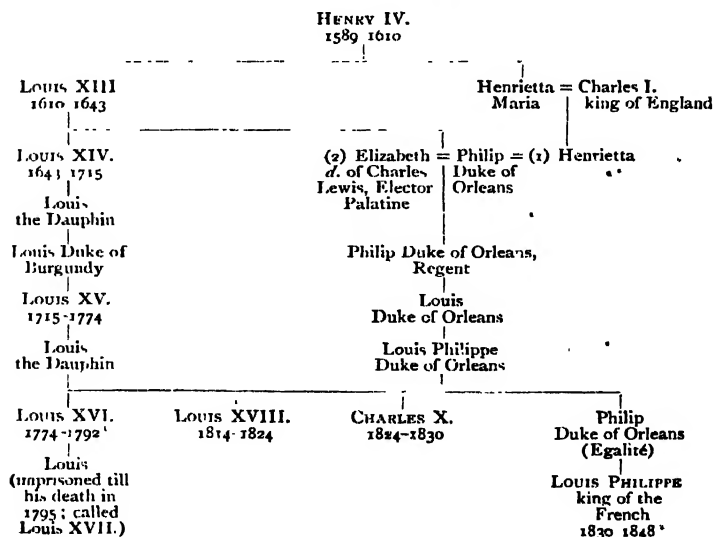 HENRY IV.
1589 1610
LOUIS XIII
1610 1643
Henrietta = Charles I.
Maria king of England
LOUIS XIV.
1643 1715
(2) Elizabeth = Philip = (1) Henrietta
d. of Charles Duke of
Lewis, Elector Orleans
Palatine
Louis
the Dauphin
Louis Duke of
Burgundy
Philip Duke of Orleans,
Regent
LOUIS XV.
1715-1774
Louis
Duke of Orleans
Louis
the Dauphin
Louis Philippe
Duke of Orleans
LOUIS XVI.
1774-1792
LOUIS XVIII.
1814-1824
CHARLES X.
1824-1830
Philip
Duke of Orleans
(Egalité)
Louis
(imprisoned till
his death in
1795; called
Louis XVII.)
LOUIS PHILIPPE
king of the
French
1830 1848